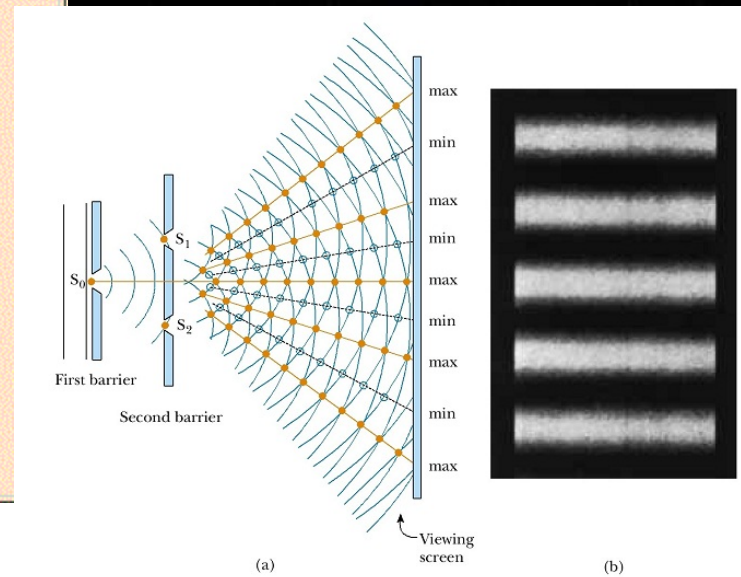 max
min
max
min
max
min
max
min
max
S₁
S₀
S₂
First barrier
Second barrier
Viewing
screen
(a)
(b)